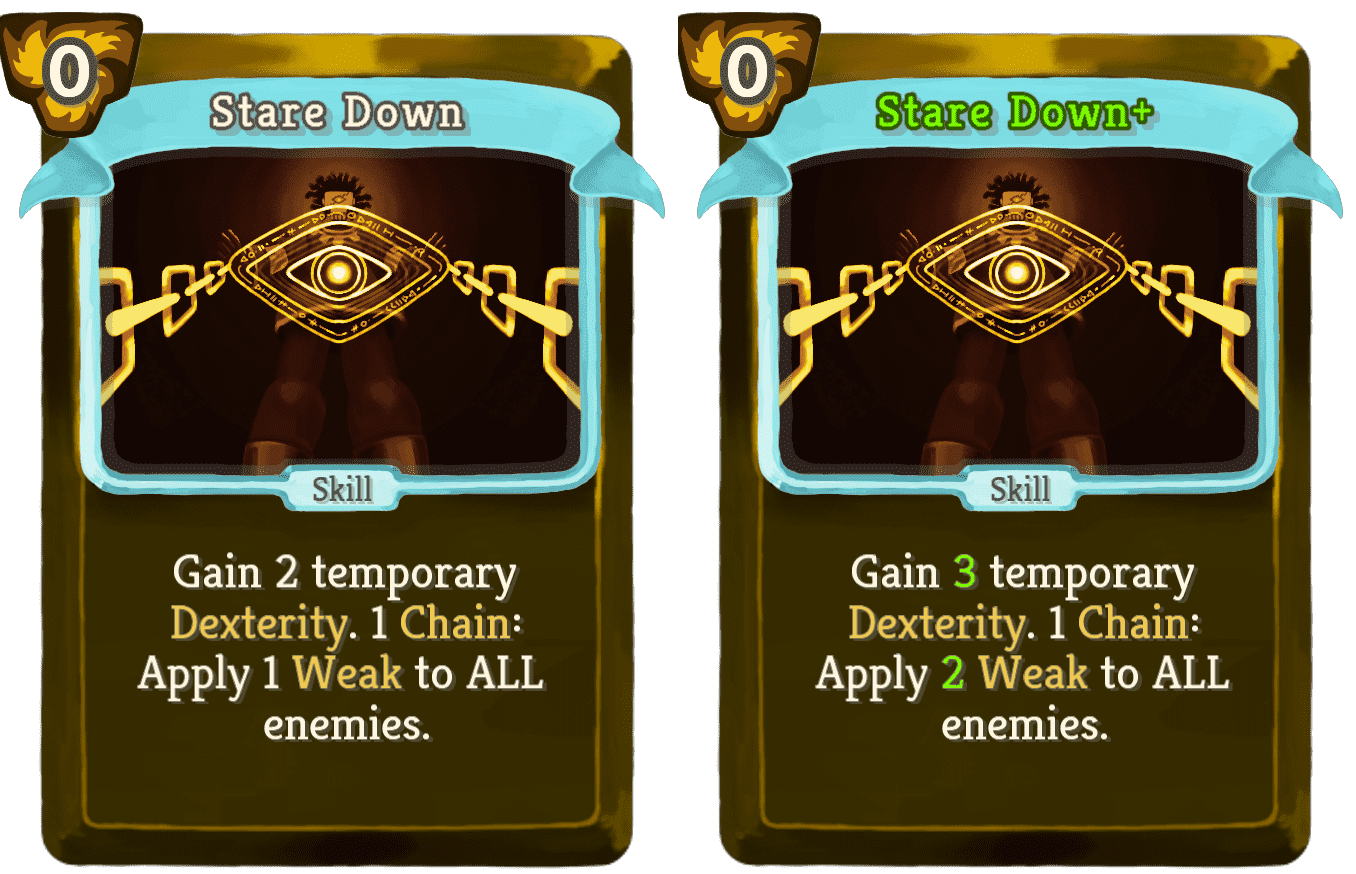 0
Stare Down
Skill
Gain 2 temporary
Dexterity. 1 Chain:
Apply 1 Weak to ALL
enemies.
0
Stare Down+
Skill
Gain 3 temporary
Dexterity. 1 Chain:
Apply 2 Weak to ALL
enemies.